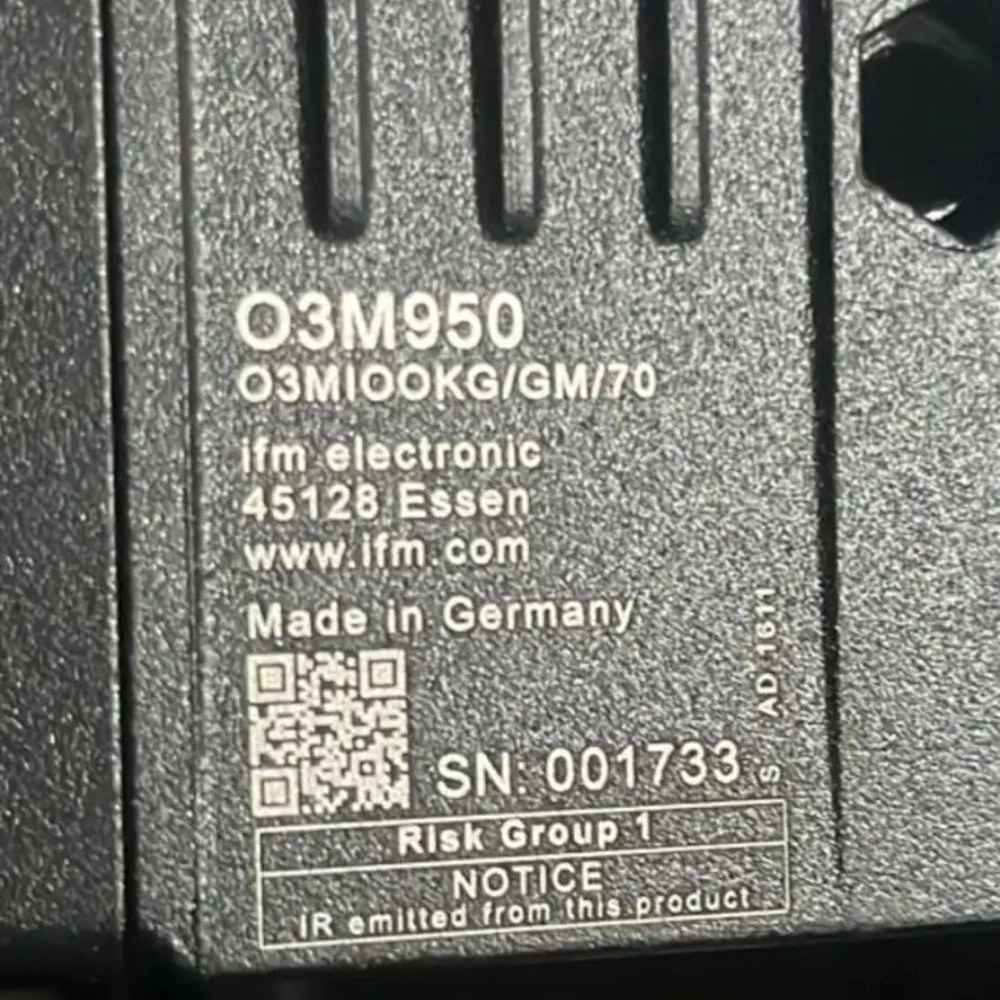 O3M950
O3MIOOKG/GM/70
ifm electronic
45128 Essen
www.ifm.com
Made in Germany
AD 1611
S
SN: 001733
Risk Group 1
NOTICE
IR emitted from this product